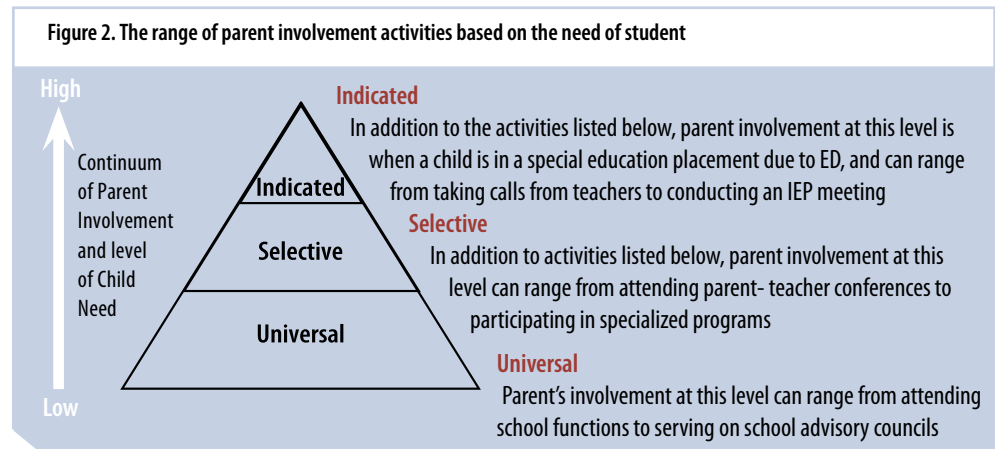 Figure 2. The range of parent involvement activities based on the need of student
High
Continuum
of Parent
Involvement
and level
of Child
Need
Low
Indicated
Selective
Universal
Indicated
In addition to the activities listed below, parent involvement at this level is
when a child is in a special education placement due to ED, and can range
from taking calls from teachers to conducting an IEP meeting
Selective
In addition to activities listed below, parent involvement at this
level can range from attending parent- teacher conferences to
participating in specialized programs
Universal
Parent’s involvement at this level can range from attending
school functions to serving on school advisory councils